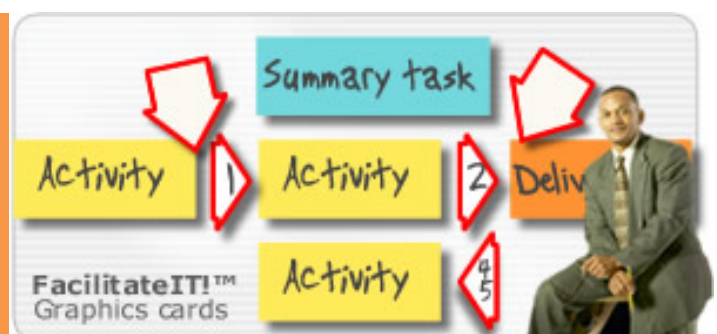 Summary task
Activity 1 Activity 2 Deliv
Activity 4
5
FacilitateIT!™
Graphics cards